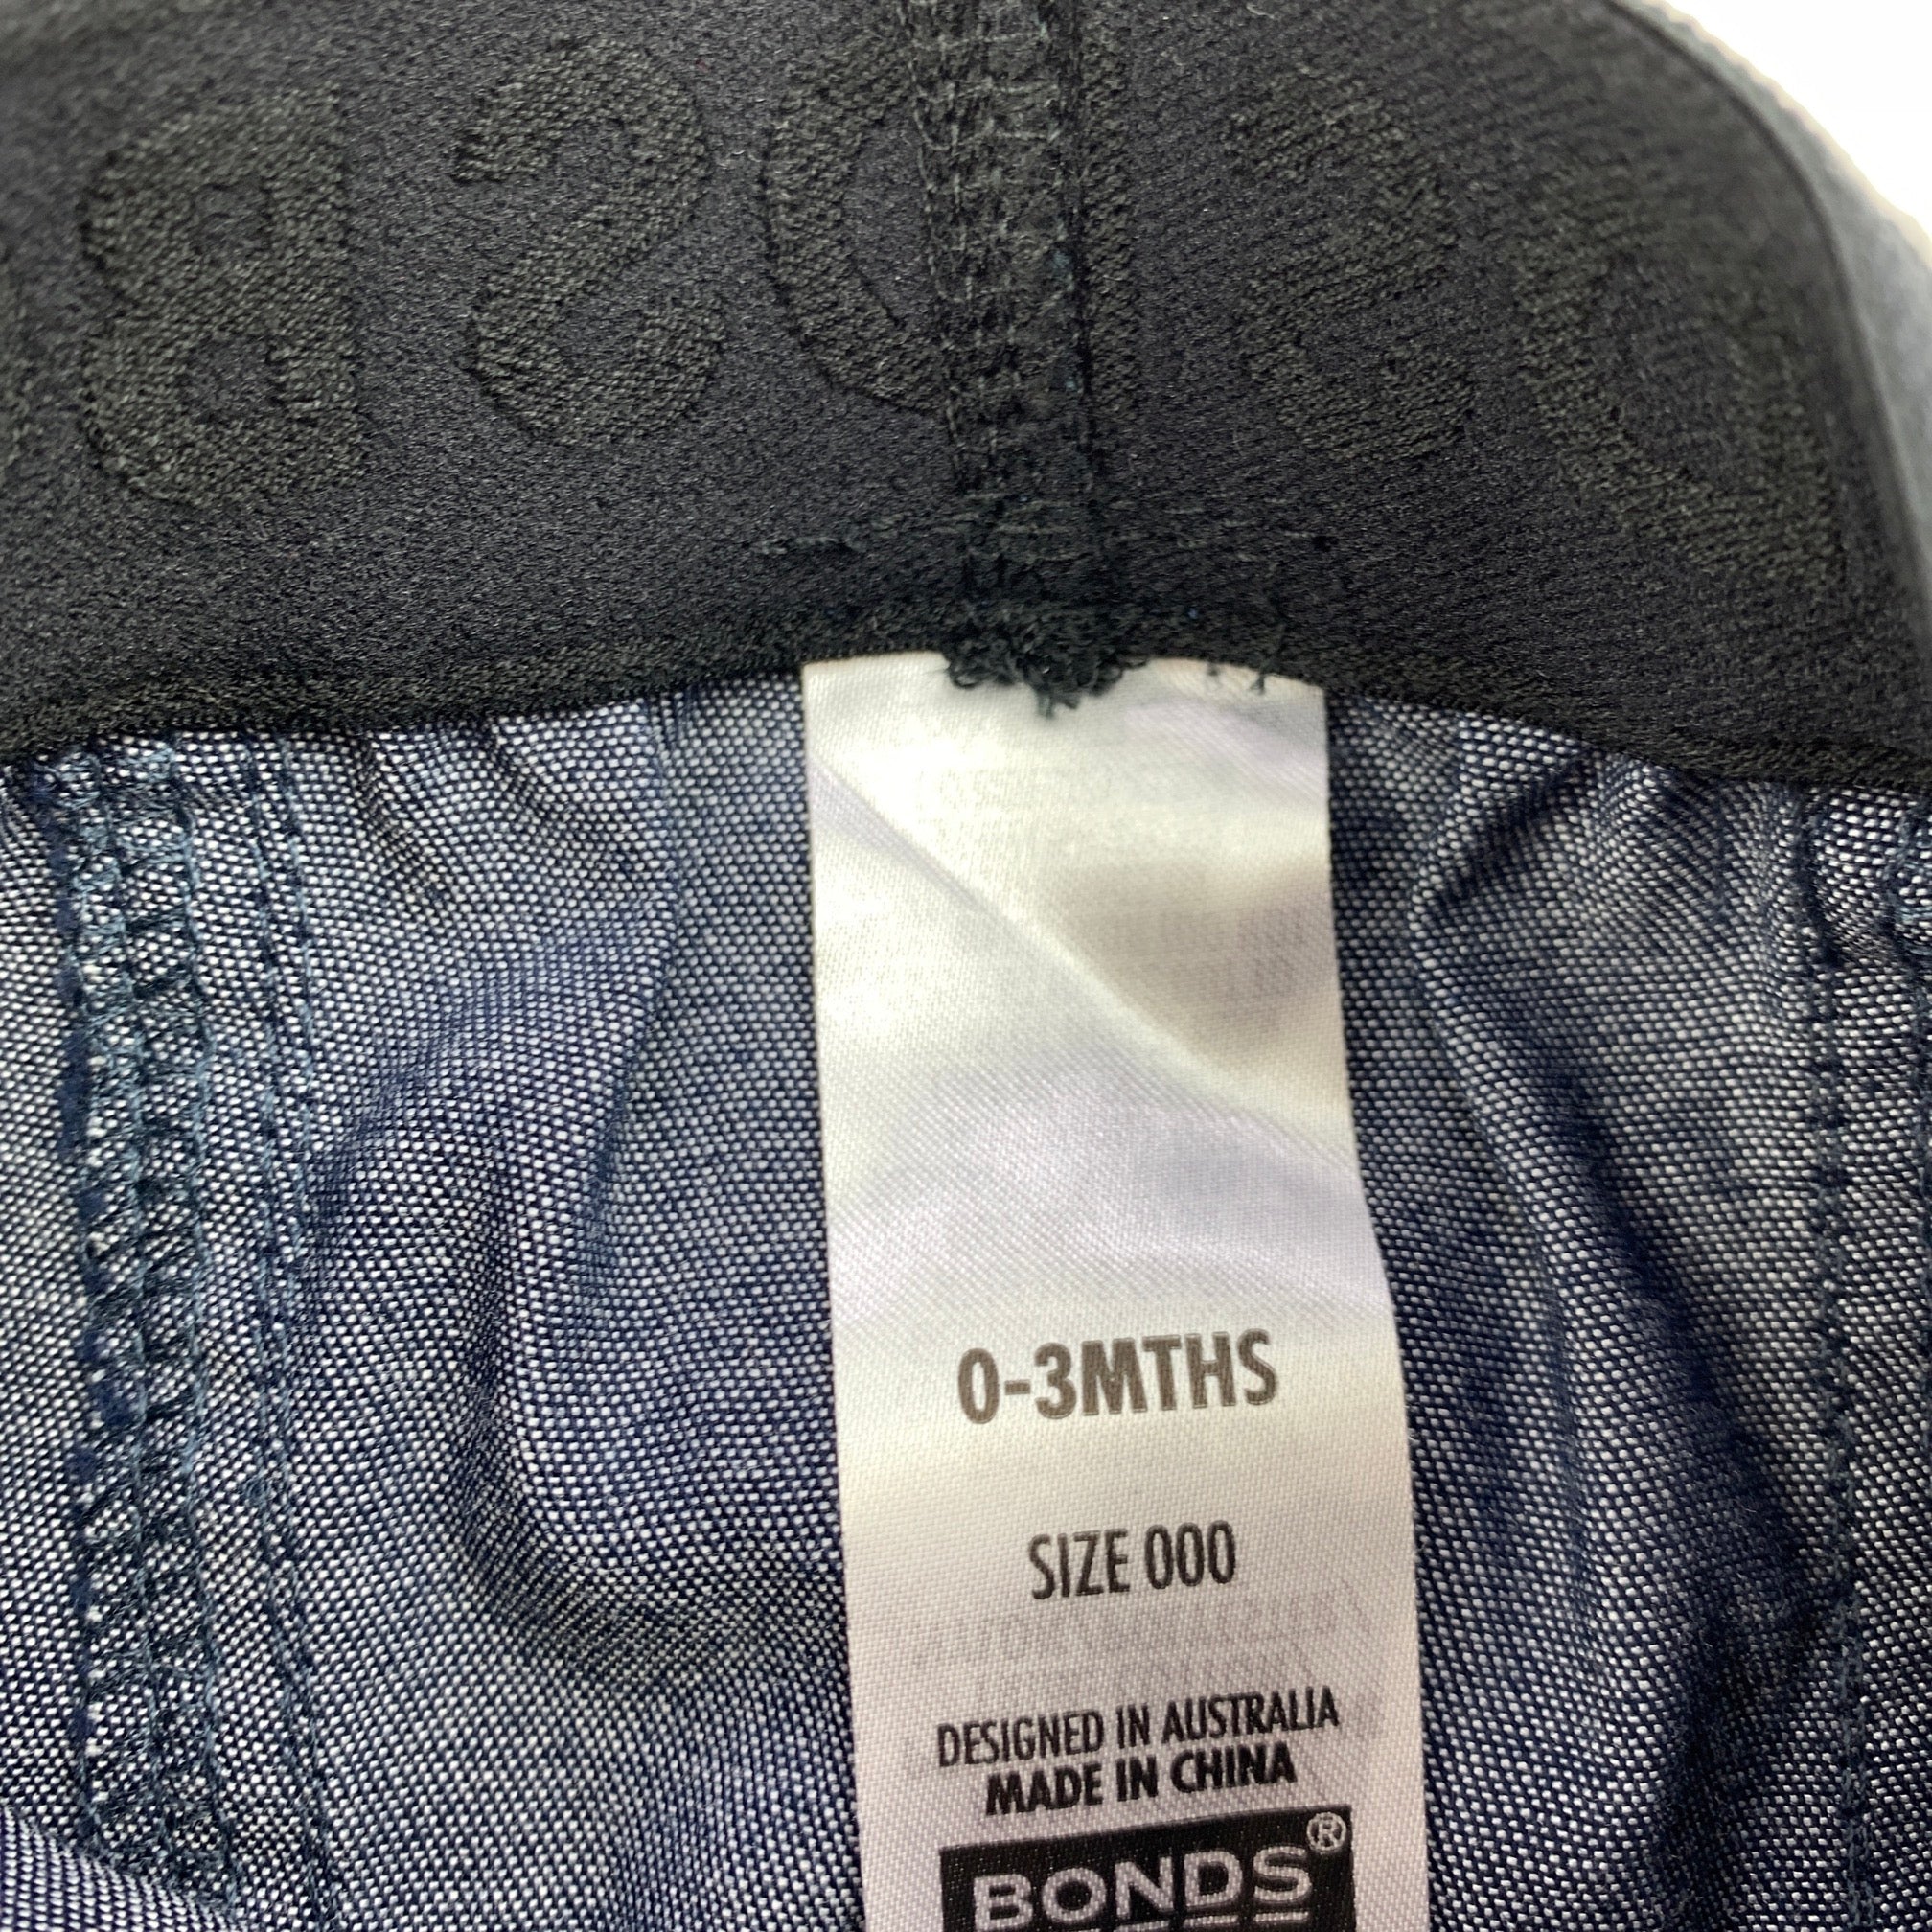 0-3MTHS
SIZE 000
DESIGNED IN AUSTRALIA
MADE IN CHINA
BONDS®